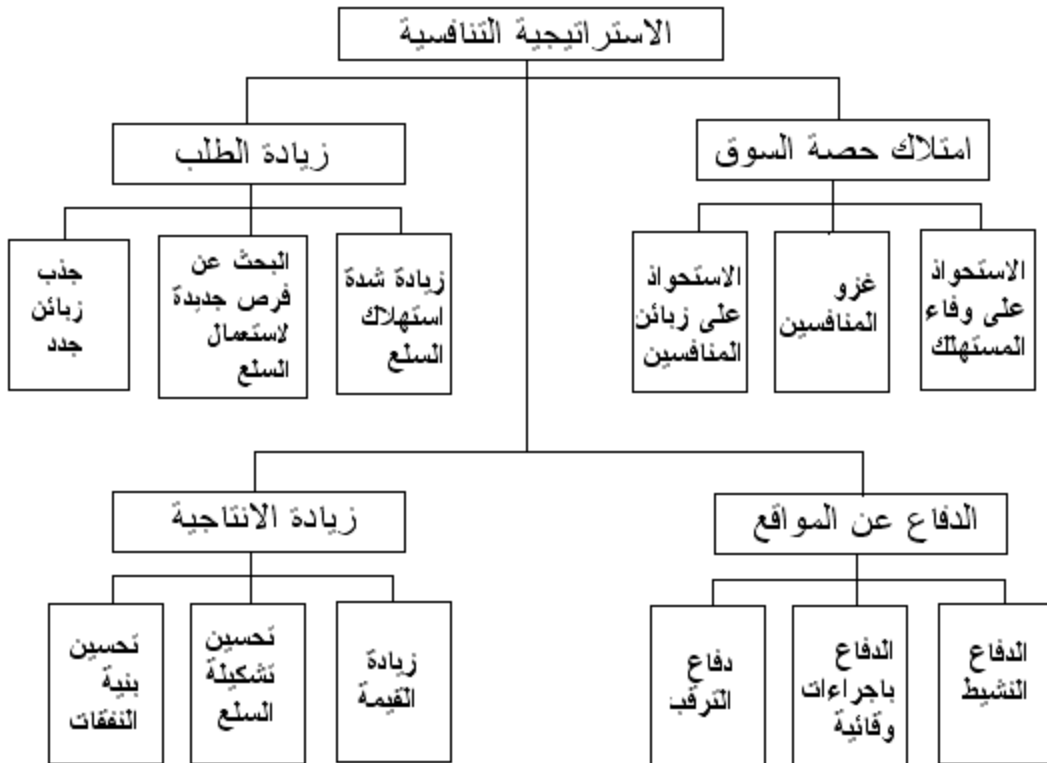 الاستراتيجية التنافسية
امتلاك حصة السوق
زيادة الطلب
الاستحواذ
على وفاء
المستهلك
غزو
المنافسين
الاستحواذ
على زبائن
المنافسين
زيادة شدة
استهلاك
السلع
البحث عن
فرص جديدة
لاستعمال
السلع
جذب
زبائن
جدد
الدفاع عن المواقع
زيادة الانتاجية
الدفاع
النشيط
الدفاع
باجراءات
وقائية
دفاع
الترقب
زيادة
القيمة
تحسين
تشكيلة
السلع
تحسين
بنية
النفقات